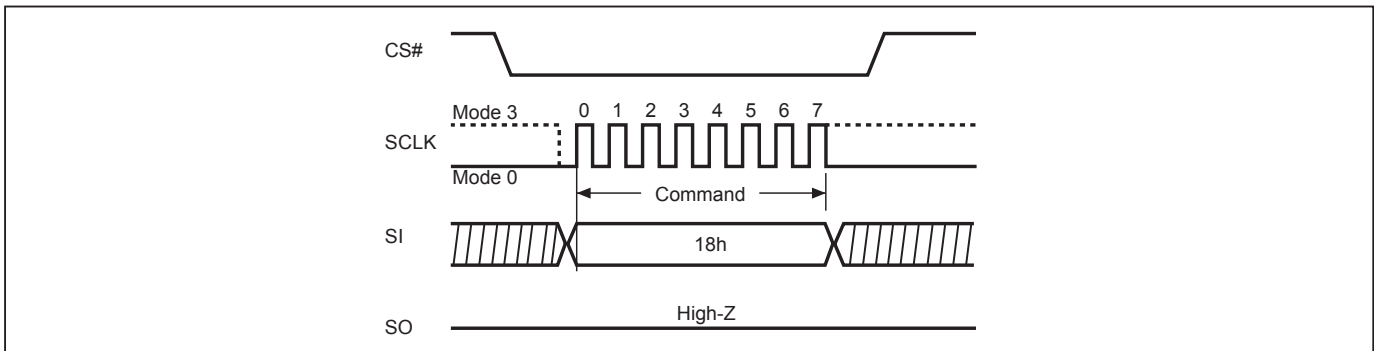 CS#
Mode 3
0 1 2 3 4 5 6 7
SCLK
Mode 0
Command
SI
18h
High-Z
SO